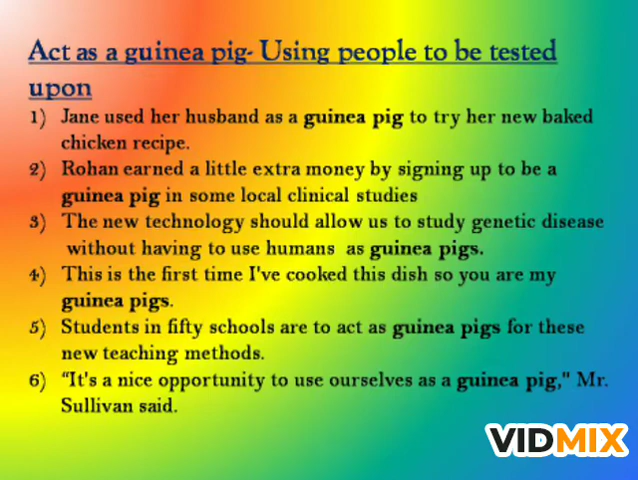 Act as a guinea pig- Using people to be tested
upon
1) Jane used her husband as a guinea pig to try her new baked
chicken recipe.
2) Rohan earned a little extra money by signing up to be a
guinea pig in some local clinical studies
3) The new technology should allow us to study genetic disease
without having to use humans as guinea pigs.
4) This is the first time I've cooked this dish so you are my
guinea pigs.
5) Students in fifty schools are to act as guinea pigs for these
new teaching methods.
6) “It's a nice opportunity to use ourselves as a guinea pig," Mr.
Sullivan said.
VIDMIX